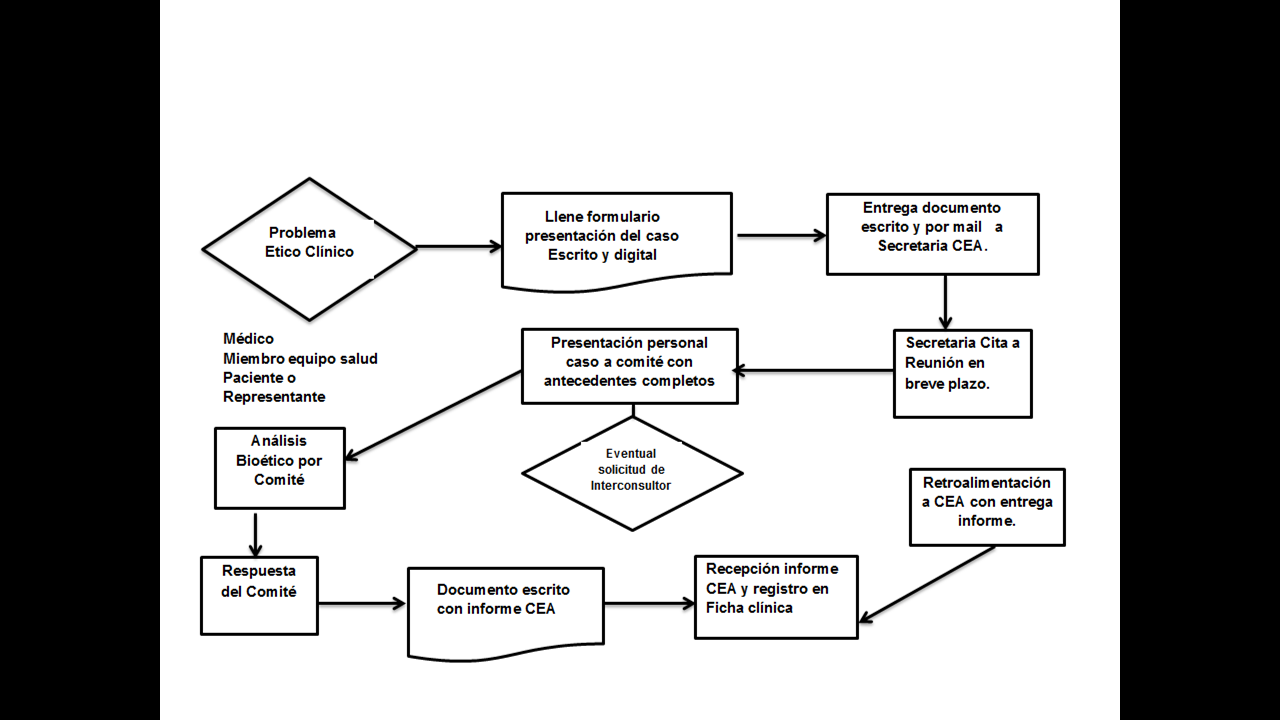 Problema
Etico Clínico
Llene formulario
presentación del caso
Escrito y digital
Entrega documento
escrito y por mail a
Secretaria CEA.
Médico
Miembro equipo salud
Paciente o
Representante
Presentación personal
caso a comité con
antecedentes completos
Secretaria Cita a
Reunión en
breve plazo.
Análisis
Bioético por
Comité
Eventual
solicitud de
Interconsultor
Retroalimentación
a CEA con entrega
informe.
Respuesta
del Comité
Documento escrito
con informe CEA
Recepción informe
CEA y registro en
Ficha clínica